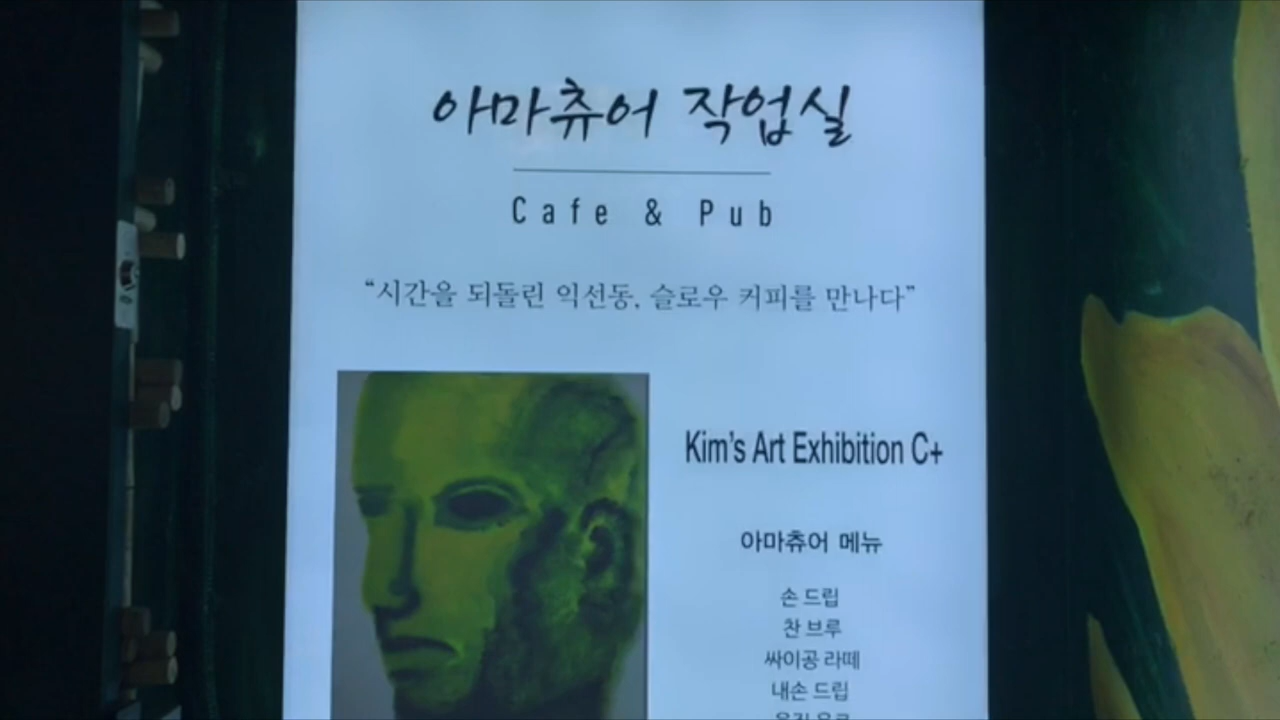 아마츄어 작업실
Cafe & Pub
“시간을 되돌린 익선동, 슬로우 커피를 만나다”
Kim's Art Exhibition C+
아마츄어 메뉴
손 드립
찬 브루
싸이공 라떼
내손 드립